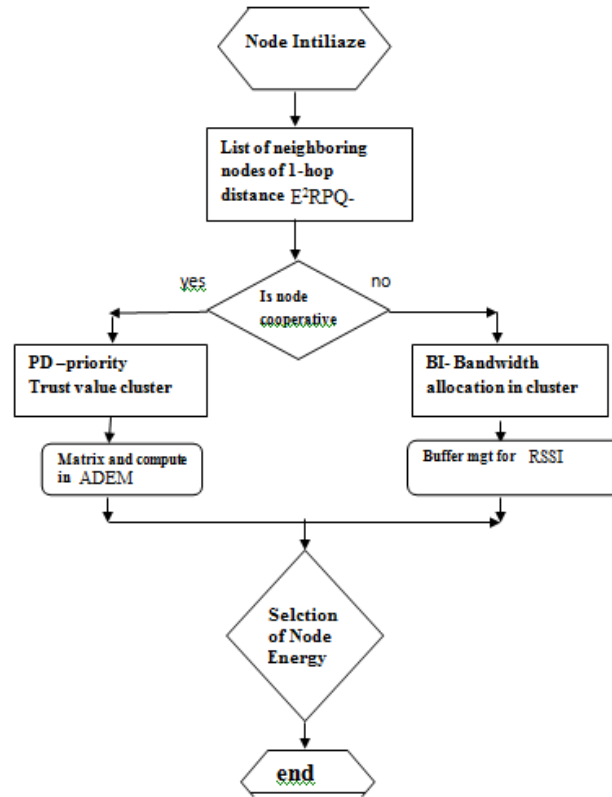 Node Intiliaze
List of neighboring
nodes of 1-hop
distance E²RPQ-
yes
no
Is node
cooperative
PD –priority
Trust value cluster
BI- Bandwidth
allocation in cluster
Matrix and compute
in ADEM
Buffer mgt for RSSI
Selction
of Node
Energy
end